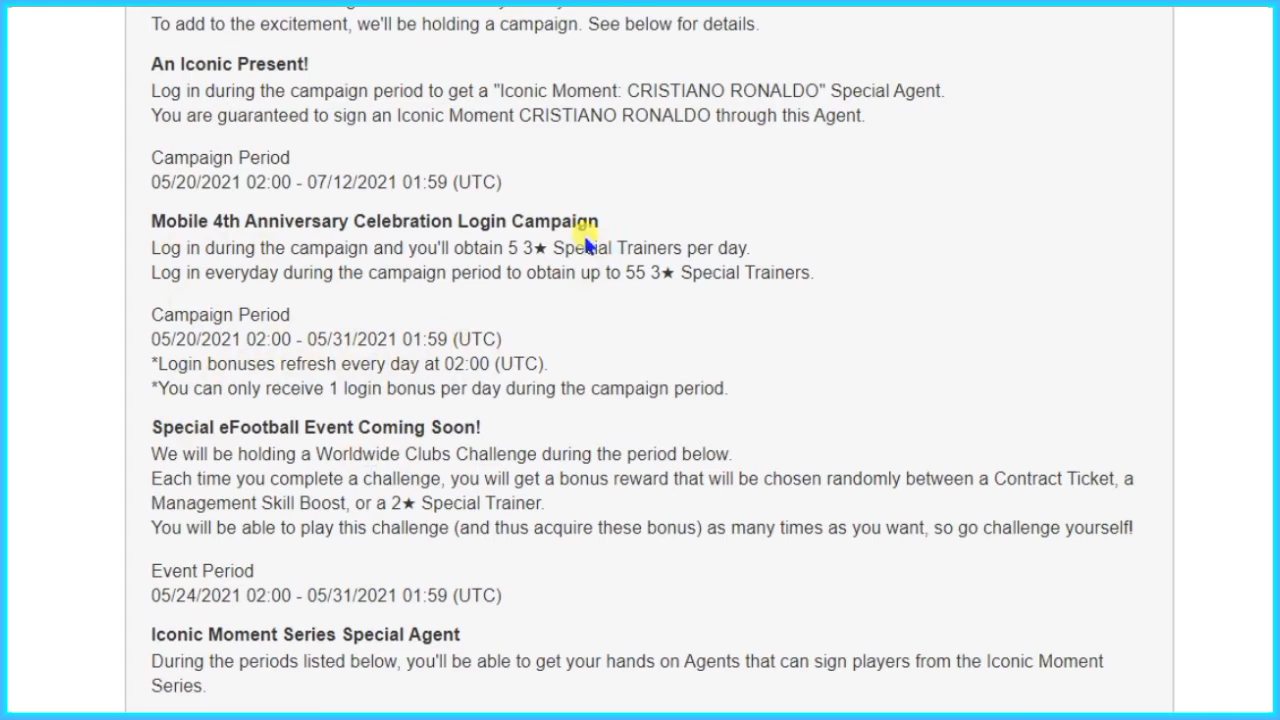 To add to the excitement, we'll be holding a campaign. See below for details.
An Iconic Present!
Log in during the campaign period to get a "Iconic Moment: CRISTIANO RONALDO" Special Agent.
You are guaranteed to sign an Iconic Moment CRISTIANO RONALDO through this Agent.
Campaign Period
05/20/2021 02:00 - 07/12/2021 01:59 (UTC)
Mobile 4th Anniversary Celebration Login Campaign
Log in during the campaign and you'll obtain 5 3★ Special Trainers per day.
Log in everyday during the campaign period to obtain up to 55 3★ Special Trainers.
Campaign Period
05/20/2021 02:00 - 05/31/2021 01:59 (UTC)
*Login bonuses refresh every day at 02:00 (UTC).
*You can only receive 1 login bonus per day during the campaign period.
Special eFootball Event Coming Soon!
We will be holding a Worldwide Clubs Challenge during the period below.
Each time you complete a challenge, you will get a bonus reward that will be chosen randomly between a Contract Ticket, a
Management Skill Boost, or a 2★ Special Trainer.
You will be able to play this challenge (and thus acquire these bonus) as many times as you want, so go challenge yourself!
Event Period
05/24/2021 02:00 - 05/31/2021 01:59 (UTC)
Iconic Moment Series Special Agent
During the periods listed below, you'll be able to get your hands on Agents that can sign players from the Iconic Moment
Series.